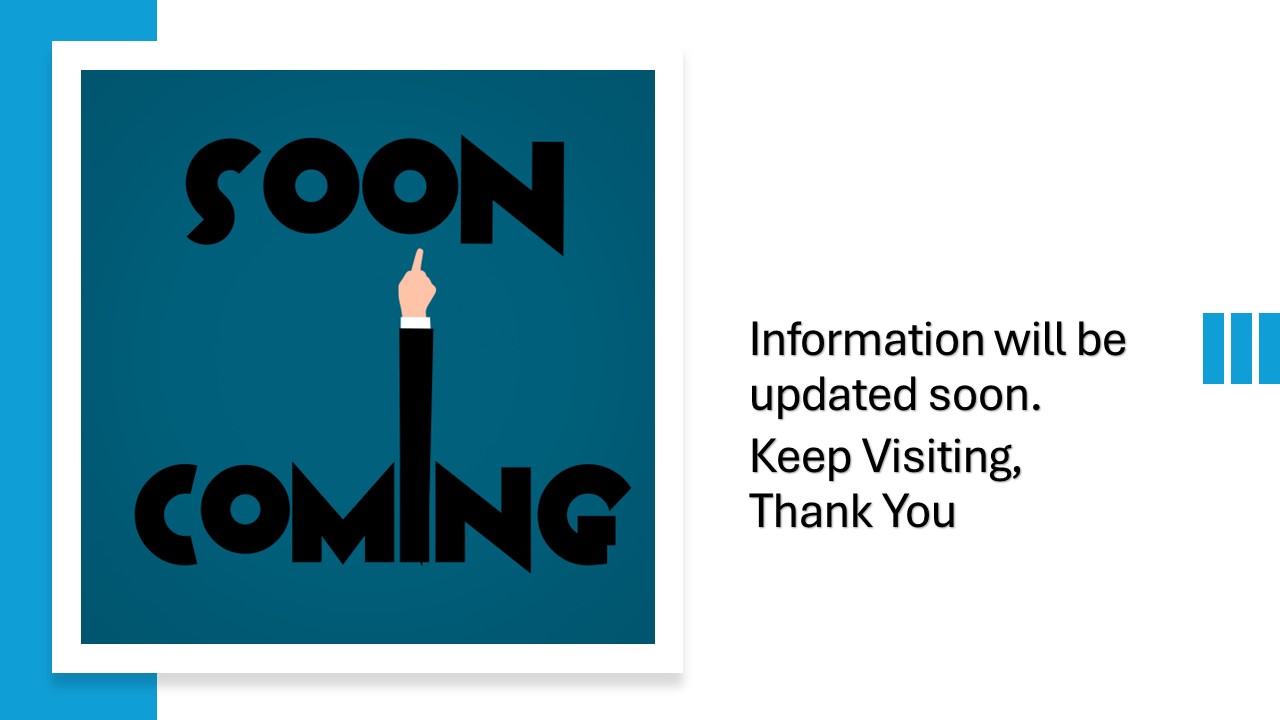 SOON
COMING
Information will be
updated soon.
Keep Visiting,
Thank You